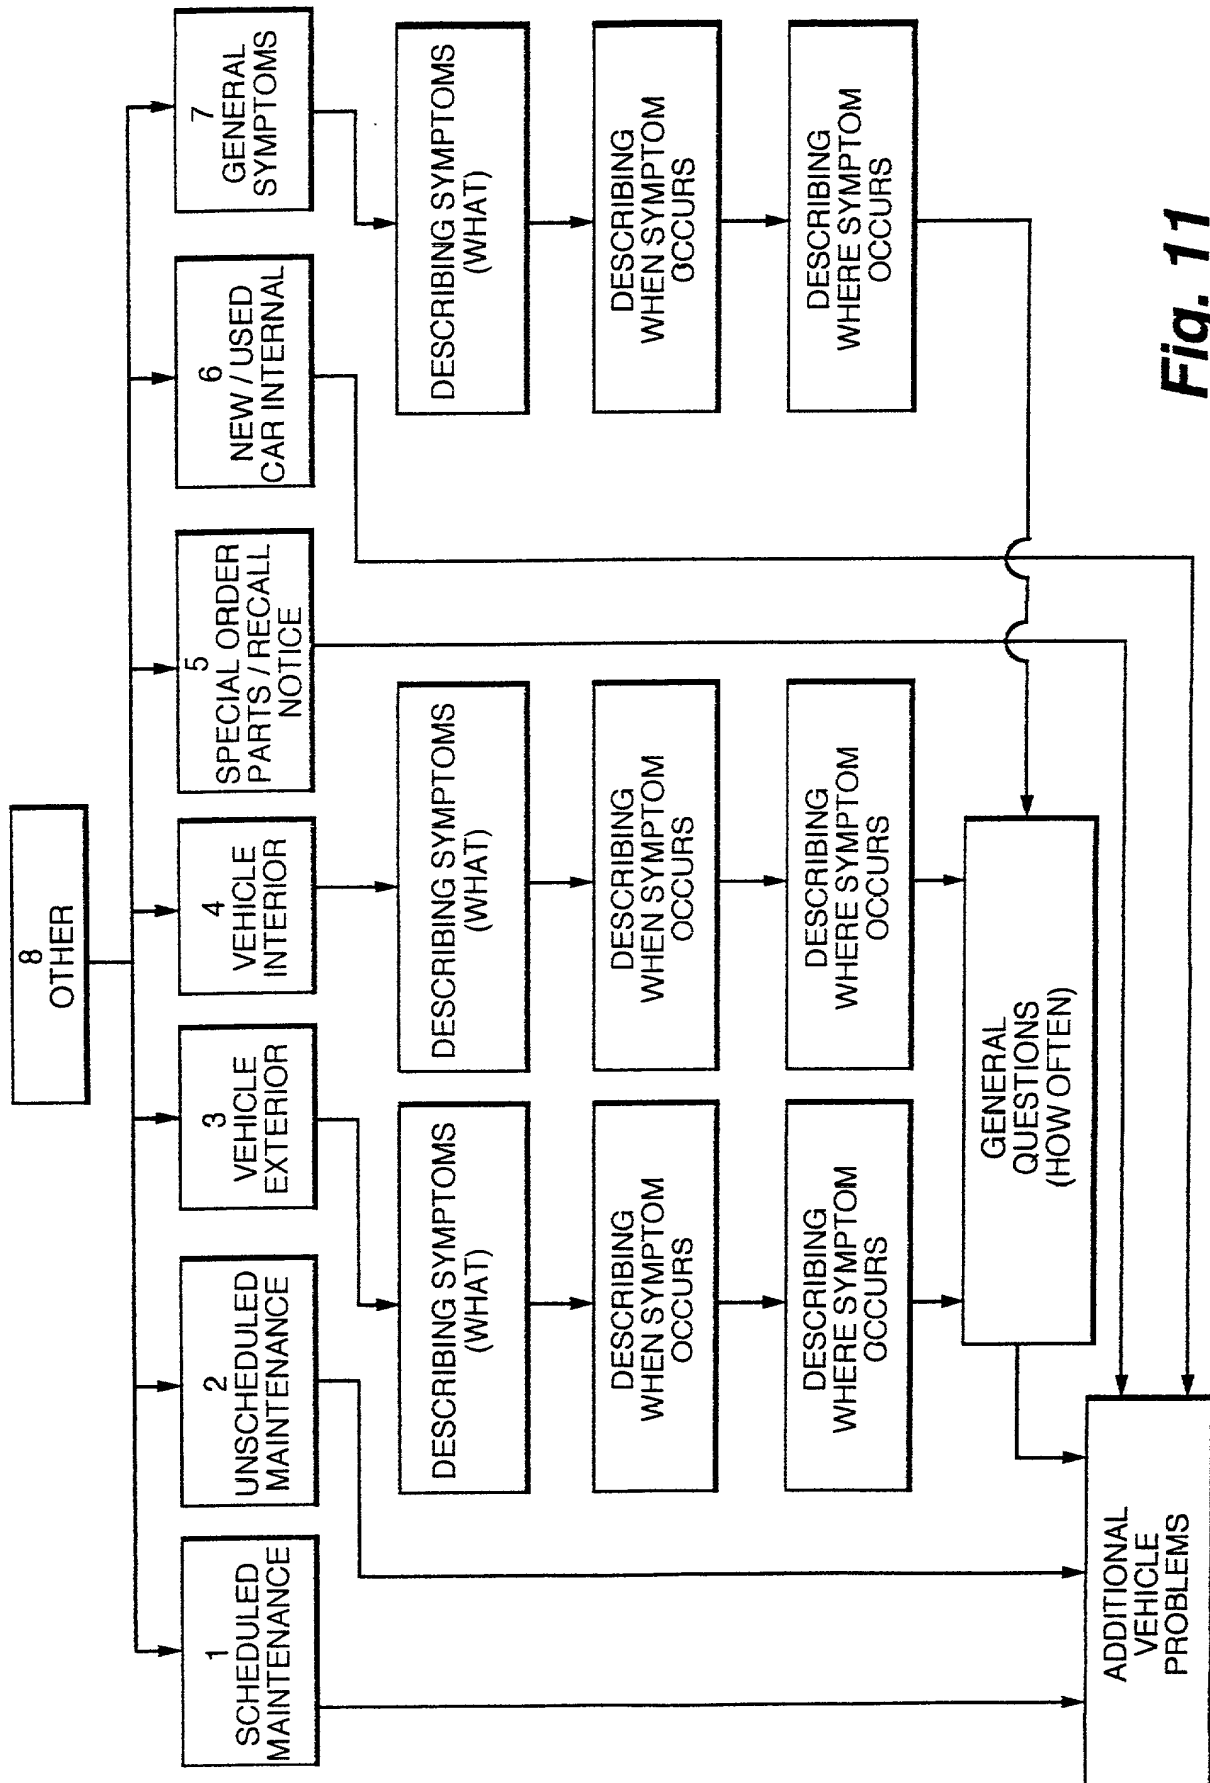 8
OTHER
1
SCHEDULED
MAINTENANCE
2
UNSCHEDULED
MAINTENANCE
3
VEHICLE
EXTERIOR
4
VEHICLE
INTERIOR
5
SPECIAL ORDER
PARTS / RECALL
NOTICE
6
NEW / USED
CAR INTERNAL
7
GENERAL
SYMPTOMS
DESCRIBING SYMPTOMS
(WHAT)
DESCRIBING SYMPTOMS
(WHAT)
DESCRIBING SYMPTOMS
(WHAT)
DESCRIBING
WHEN SYMPTOM
OCCURS
DESCRIBING
WHEN SYMPTOM
OCCURS
DESCRIBING
WHEN SYMPTOM
OCCURS
DESCRIBING
WHERE SYMPTOM
OCCURS
DESCRIBING
WHERE SYMPTOM
OCCURS
DESCRIBING
WHERE SYMPTOM
OCCURS
GENERAL
QUESTIONS
(HOW OFTEN)
ADDITIONAL
VEHICLE
PROBLEMS
Fig. 11